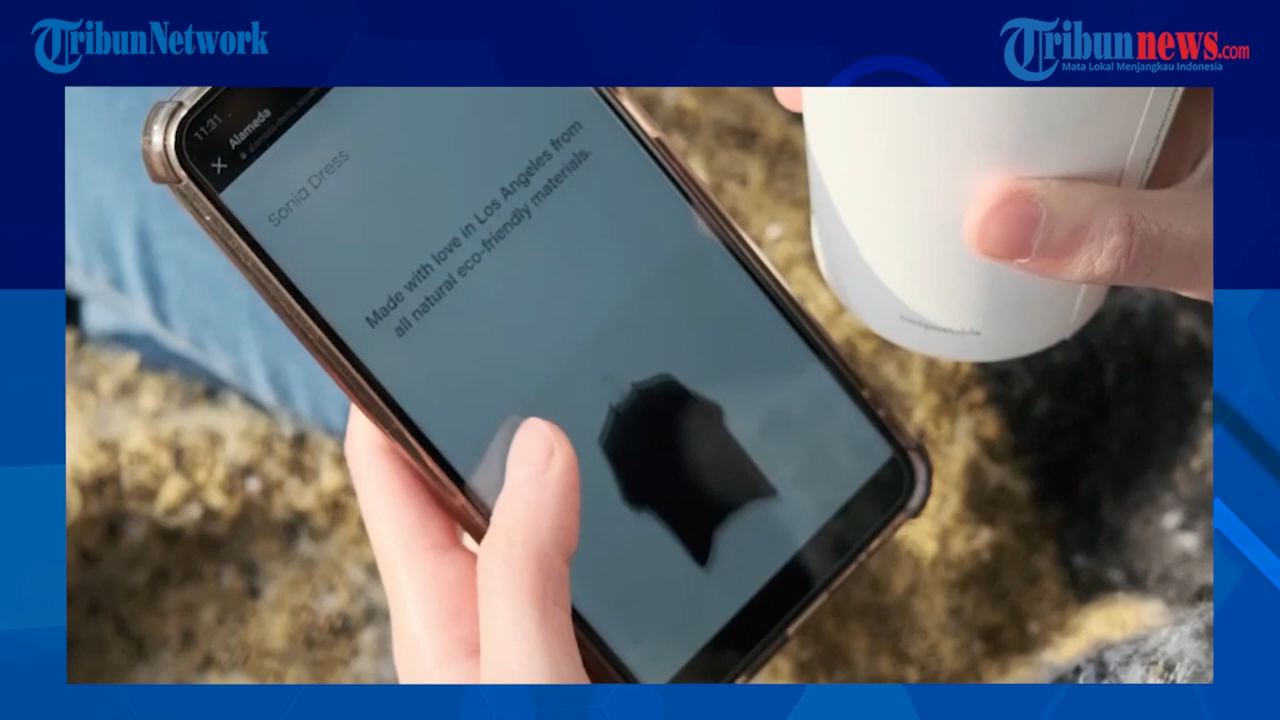 TribunNetwork
Tribunnews.com
Mata Lokal Menjangkau Indonesia
11:31
Alameda
Sonia Dress
Made with love in Los Angeles from
all natural eco-friendly materials.